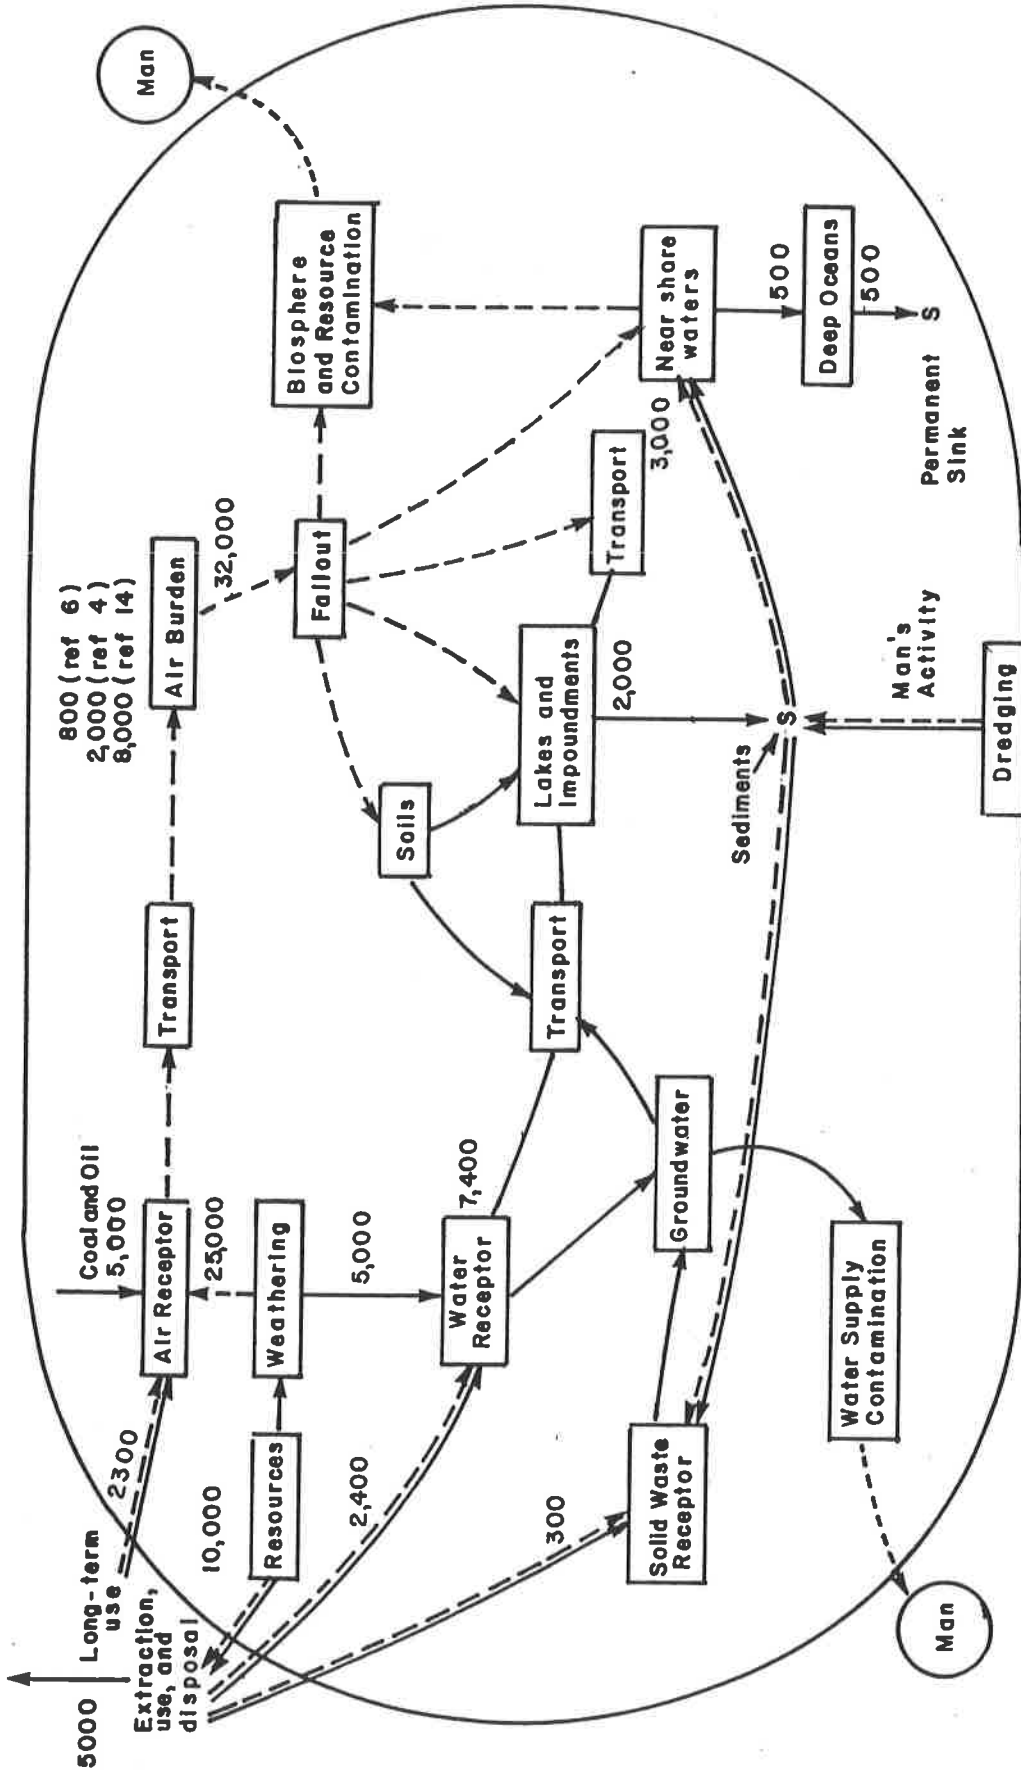 5000
Long-term
use
Extraction,
use, and
disposal
2300
Coal and Oil
5,000
Air Receptor
25,000
Transport
800 (ref 6)
2,000 (ref 4)
8,000 (ref 14)
Air Burden
32,000
Man
10,000
Resources
Weathering
5,000
2,400
Water
Receptor
7,400
Fallout
Biosphere
and Resource
Contamination
Soils
Transport
Lakes and
Impoundments
2,000
Transport
3,000
Near share
waters
500
Deep Oceans
500
S
Permanent
Sink
300
Solid Waste
Receptor
Groundwater
Sediments
S
Man's
Activity
Dredging
Water Supply
Contamination
Man